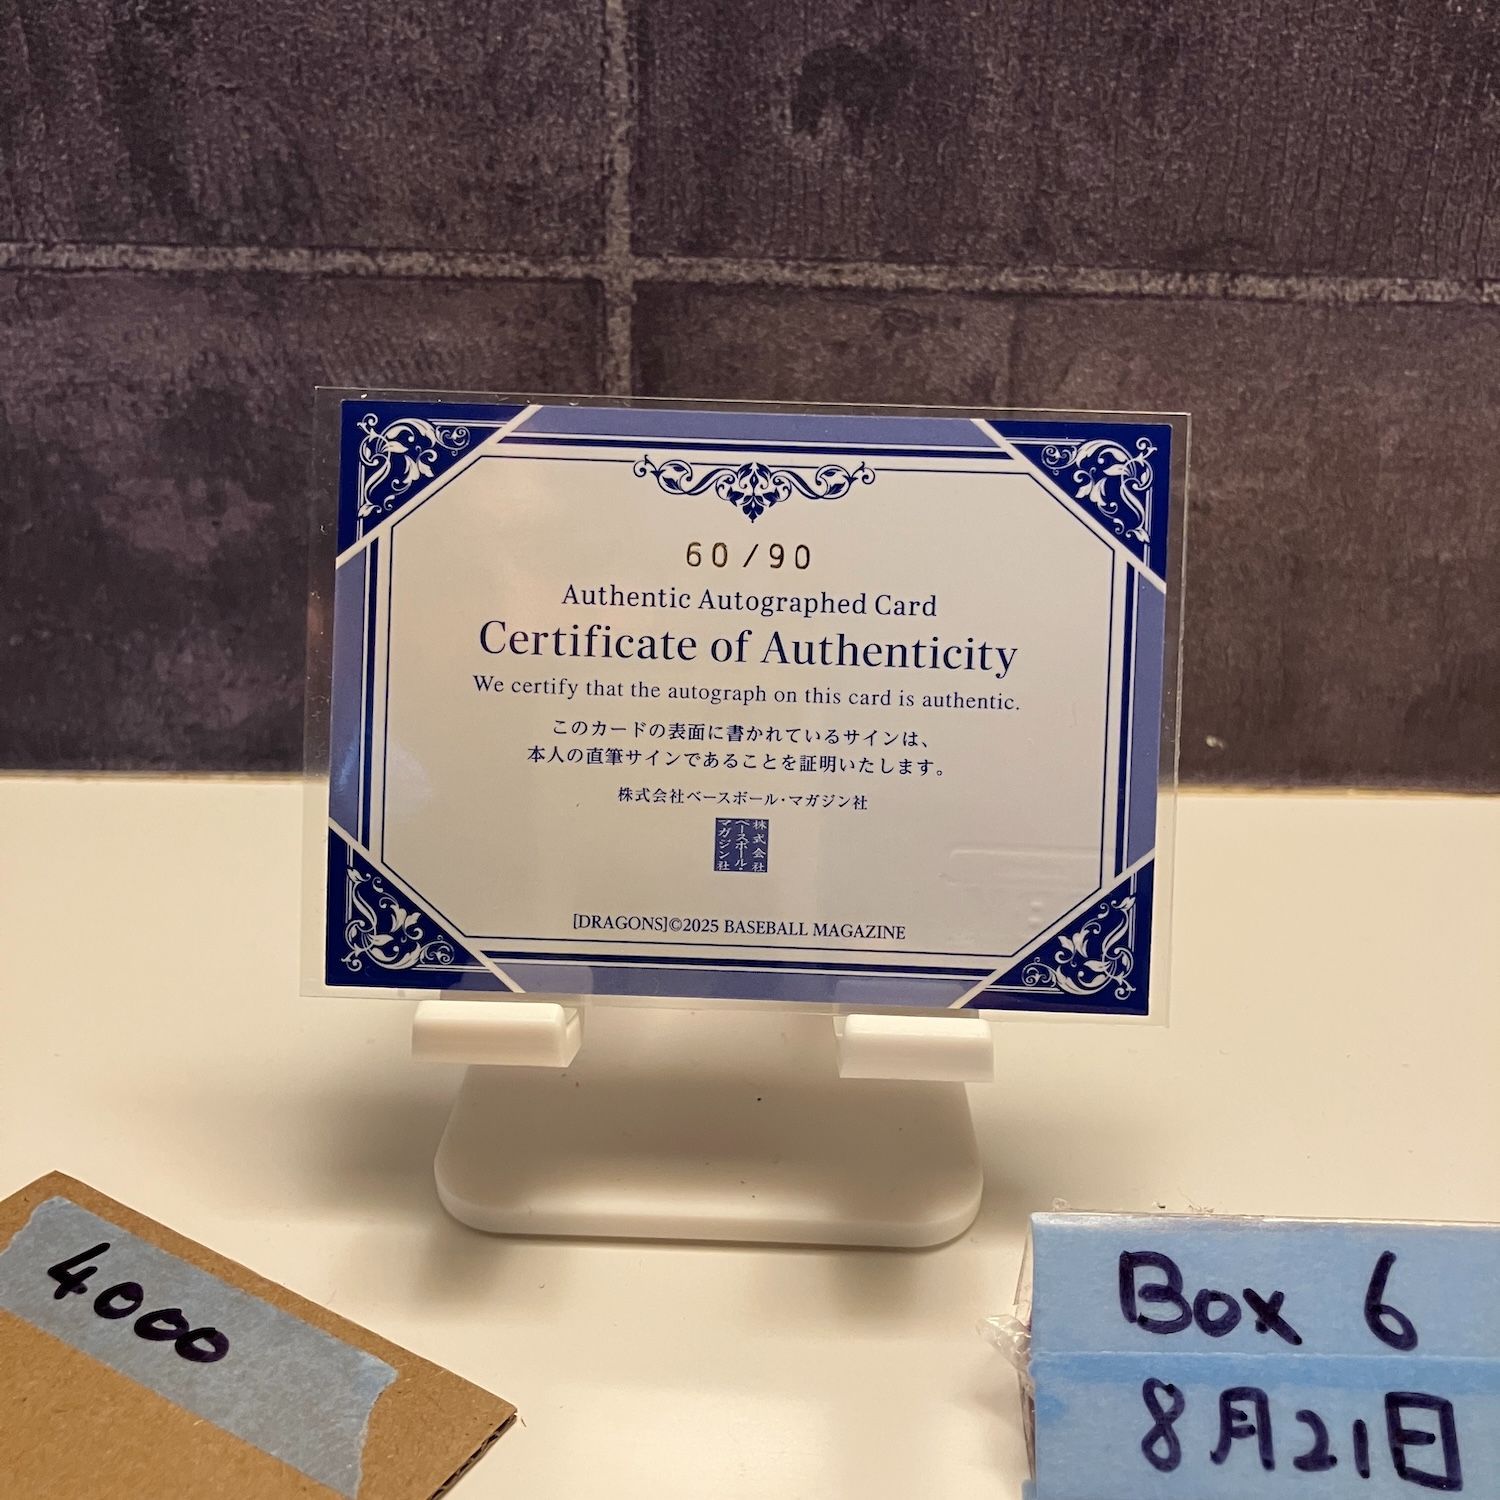 60/90
Authentic Autographed Card
Certificate of Authenticity
We certify that the autograph on this card is authentic.
このカードの表面に書かれているサインは、
本人の直筆サインであることを証明いたします。
株式会社ベースボール・マガジン社
株式会社
ベースボール・
マガジン社
[DRAGONS]©2025 BASEBALL MAGAZINE
4000
Box 6
8月21日